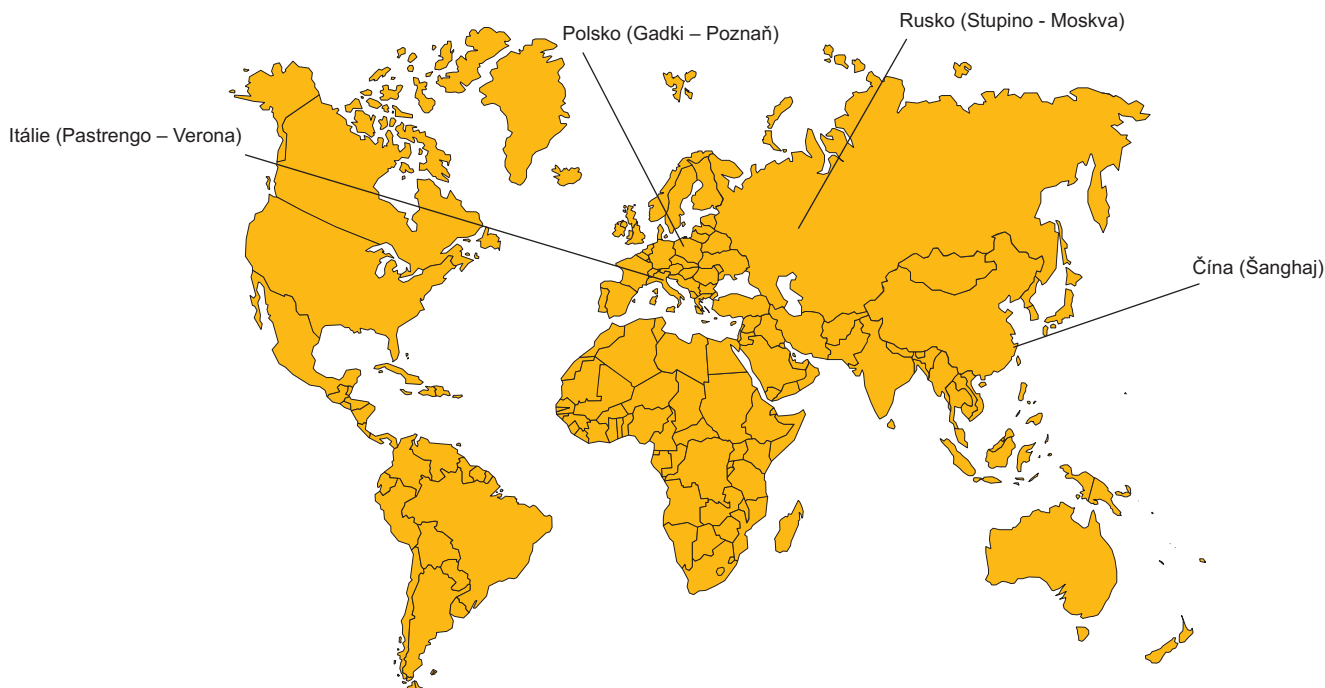 Rusko (Stupino - Moskva)
Polsko (Gadki – Poznaň)
Itálie (Pastrengo – Verona)
Čína (Šanghaj)